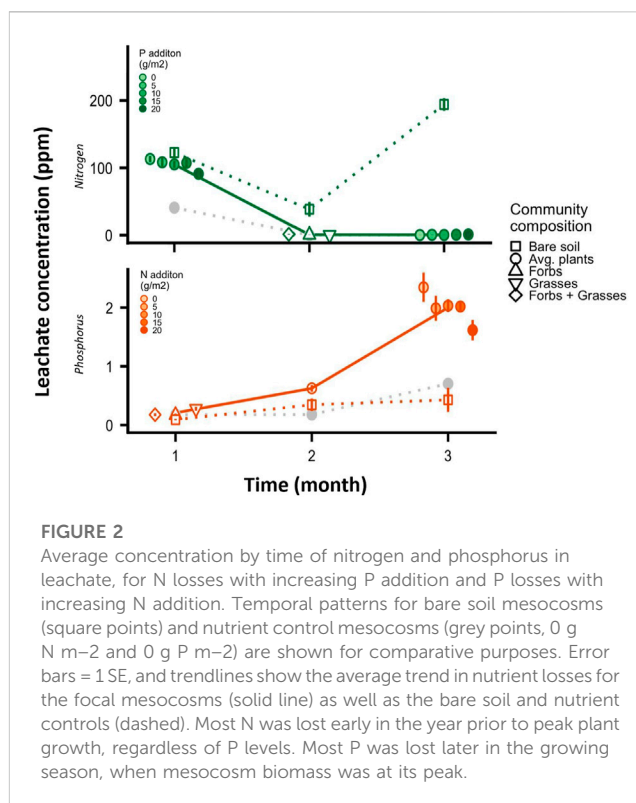 P additon
(g/m2)
0
5
10
15
20
200
100
0
Nitrogen
Leachate concentration (ppm)
N additon
(g/m2)
0
5
10
15
20
2
1
0
Phosphorus
1
2
3
Time (month)
Community
composition
Bare soil
Avg. plants
Forbs
Grasses
Forbs + Grasses
FIGURE 2
Average concentration by time of nitrogen and phosphorus in
leachate, for N losses with increasing P addition and P losses with
increasing N addition. Temporal patterns for bare soil mesocosms
(square points) and nutrient control mesocosms (grey points, 0 g
N m−2 and 0 g P m−2) are shown for comparative purposes. Error
bars = 1 SE, and trendlines show the average trend in nutrient losses for
the focal mesocosms (solid line) as well as the bare soil and nutrient
controls (dashed). Most N was lost early in the year prior to peak plant
growth, regardless of P levels. Most P was lost later in the growing
season, when mesocosm biomass was at its peak.